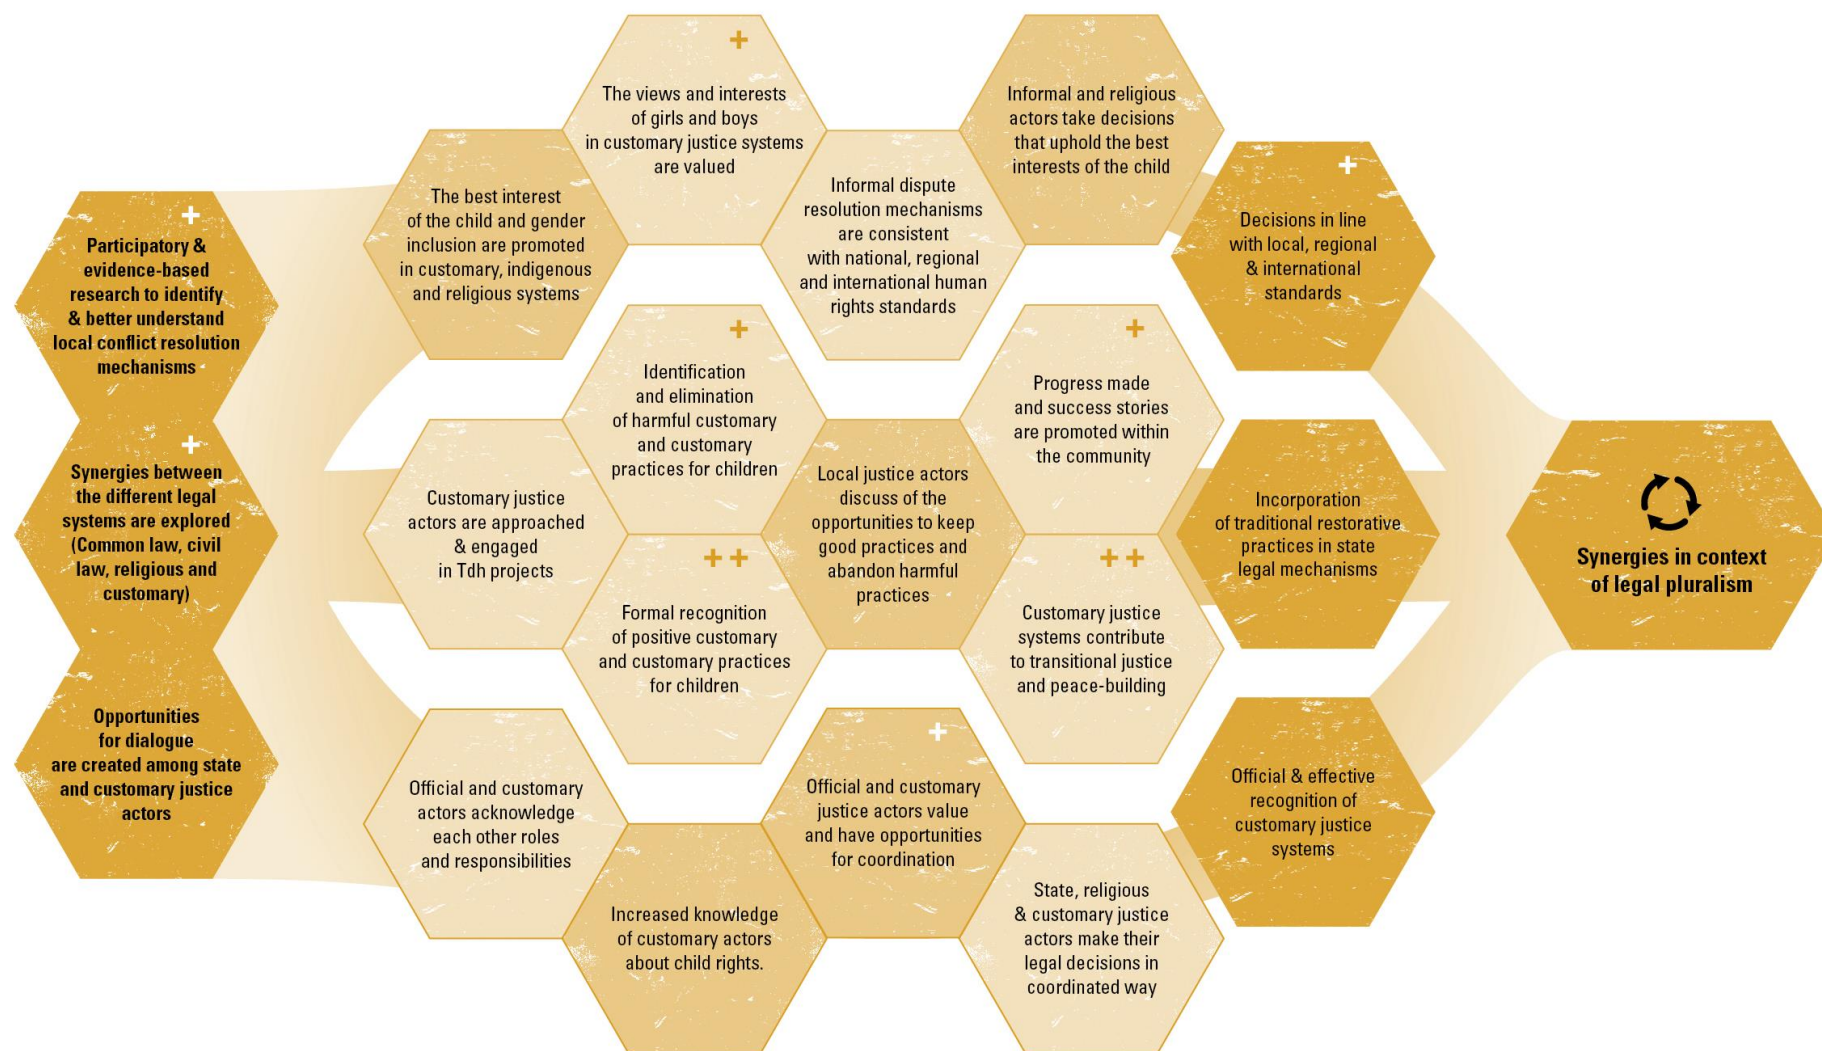 +
Participatory &
evidence-based
research to identify
& better understand
local conflict resolution
mechanisms
+
Synergies between
the different legal
systems are explored
(Common law, civil
law, religious and
customary)
Opportunities
for dialogue
are created among state
and customary justice
actors
The best interest
of the child and gender
inclusion are promoted
in customary, indigenous
and religious systems
+
The views and interests
of girls and boys
in customary justice systems
are valued
Informal dispute
resolution mechanisms
are consistent
with national, regional
and international human
rights standards
Informal and religious
actors take decisions
that uphold the best
interests of the child
+
Decisions in line
with local, regional
& international
standards
Customary justice
actors are approached
& engaged
in Tdh projects
+
Identification
and elimination
of harmful customary
and customary
practices for children
++
Formal recognition
of positive customary
and customary practices
for children
Local justice actors
discuss of the
opportunities to keep
good practices and
abandon harmful
practices
+
Progress made
and success stories
are promoted within
the community
++
Customary justice
systems contribute
to transitional justice
and peace-building
Incorporation
of traditional restorative
practices in state
legal mechanisms
Official and customary
actors acknowledge
each other roles
and responsibilities
Increased knowledge
of customary actors
about child rights.
+
Official and customary
justice actors value
and have opportunities
for coordination
State, religious
& customary justice
actors make their
legal decisions in
coordinated way
Official & effective
recognition of
customary justice
systems
Synergies in context
of legal pluralism